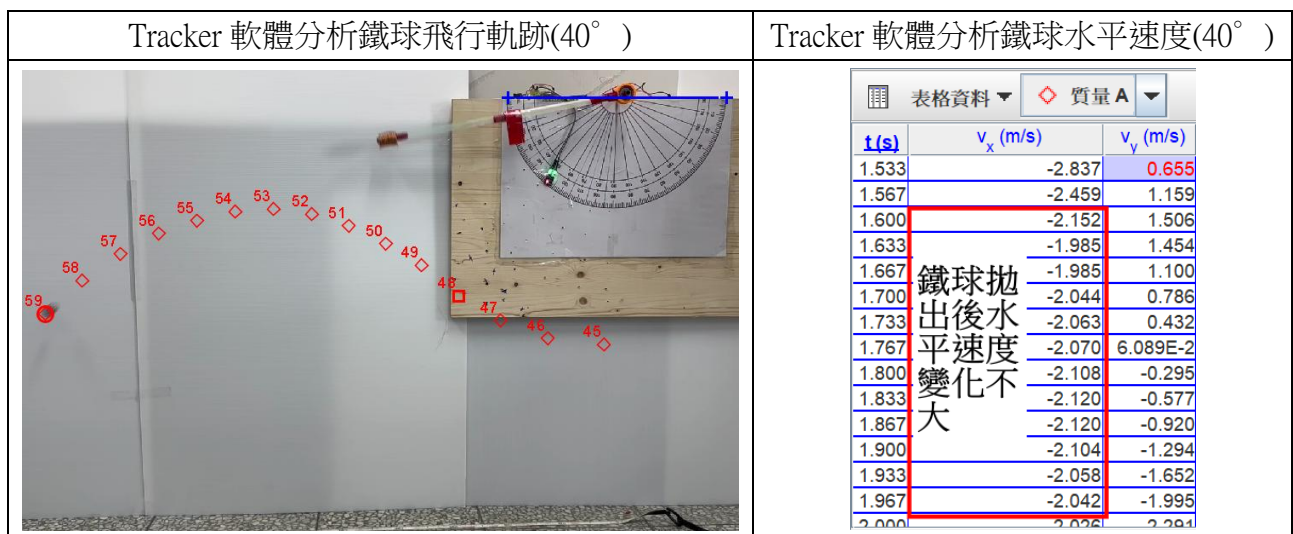 Tracker 軟體分析鐵球飛行軌跡(40°)
Tracker 軟體分析鐵球水平速度(40°)
59
58
57
56
55
54
53
52
51
50
49
48
47
46
45
表格資料 質量 A
t (s) vx (m/s) vy (m/s)
1.533 -2.837 0.655
1.567 -2.459 1.159
1.600 -2.152 1.506
1.633 -1.985 1.454
1.667 -1.985 1.100
1.700 -2.044 0.786
1.733 -2.063 0.432
1.767 -2.070 6.089E-2
1.800 -2.108 -0.295
1.833 -2.120 -0.577
1.867 -2.120 -0.920
1.900 -2.104 -1.294
1.933 -2.058 -1.652
1.967 -2.042 -1.995
鐵球拋
出後水
平速度
變化不
大